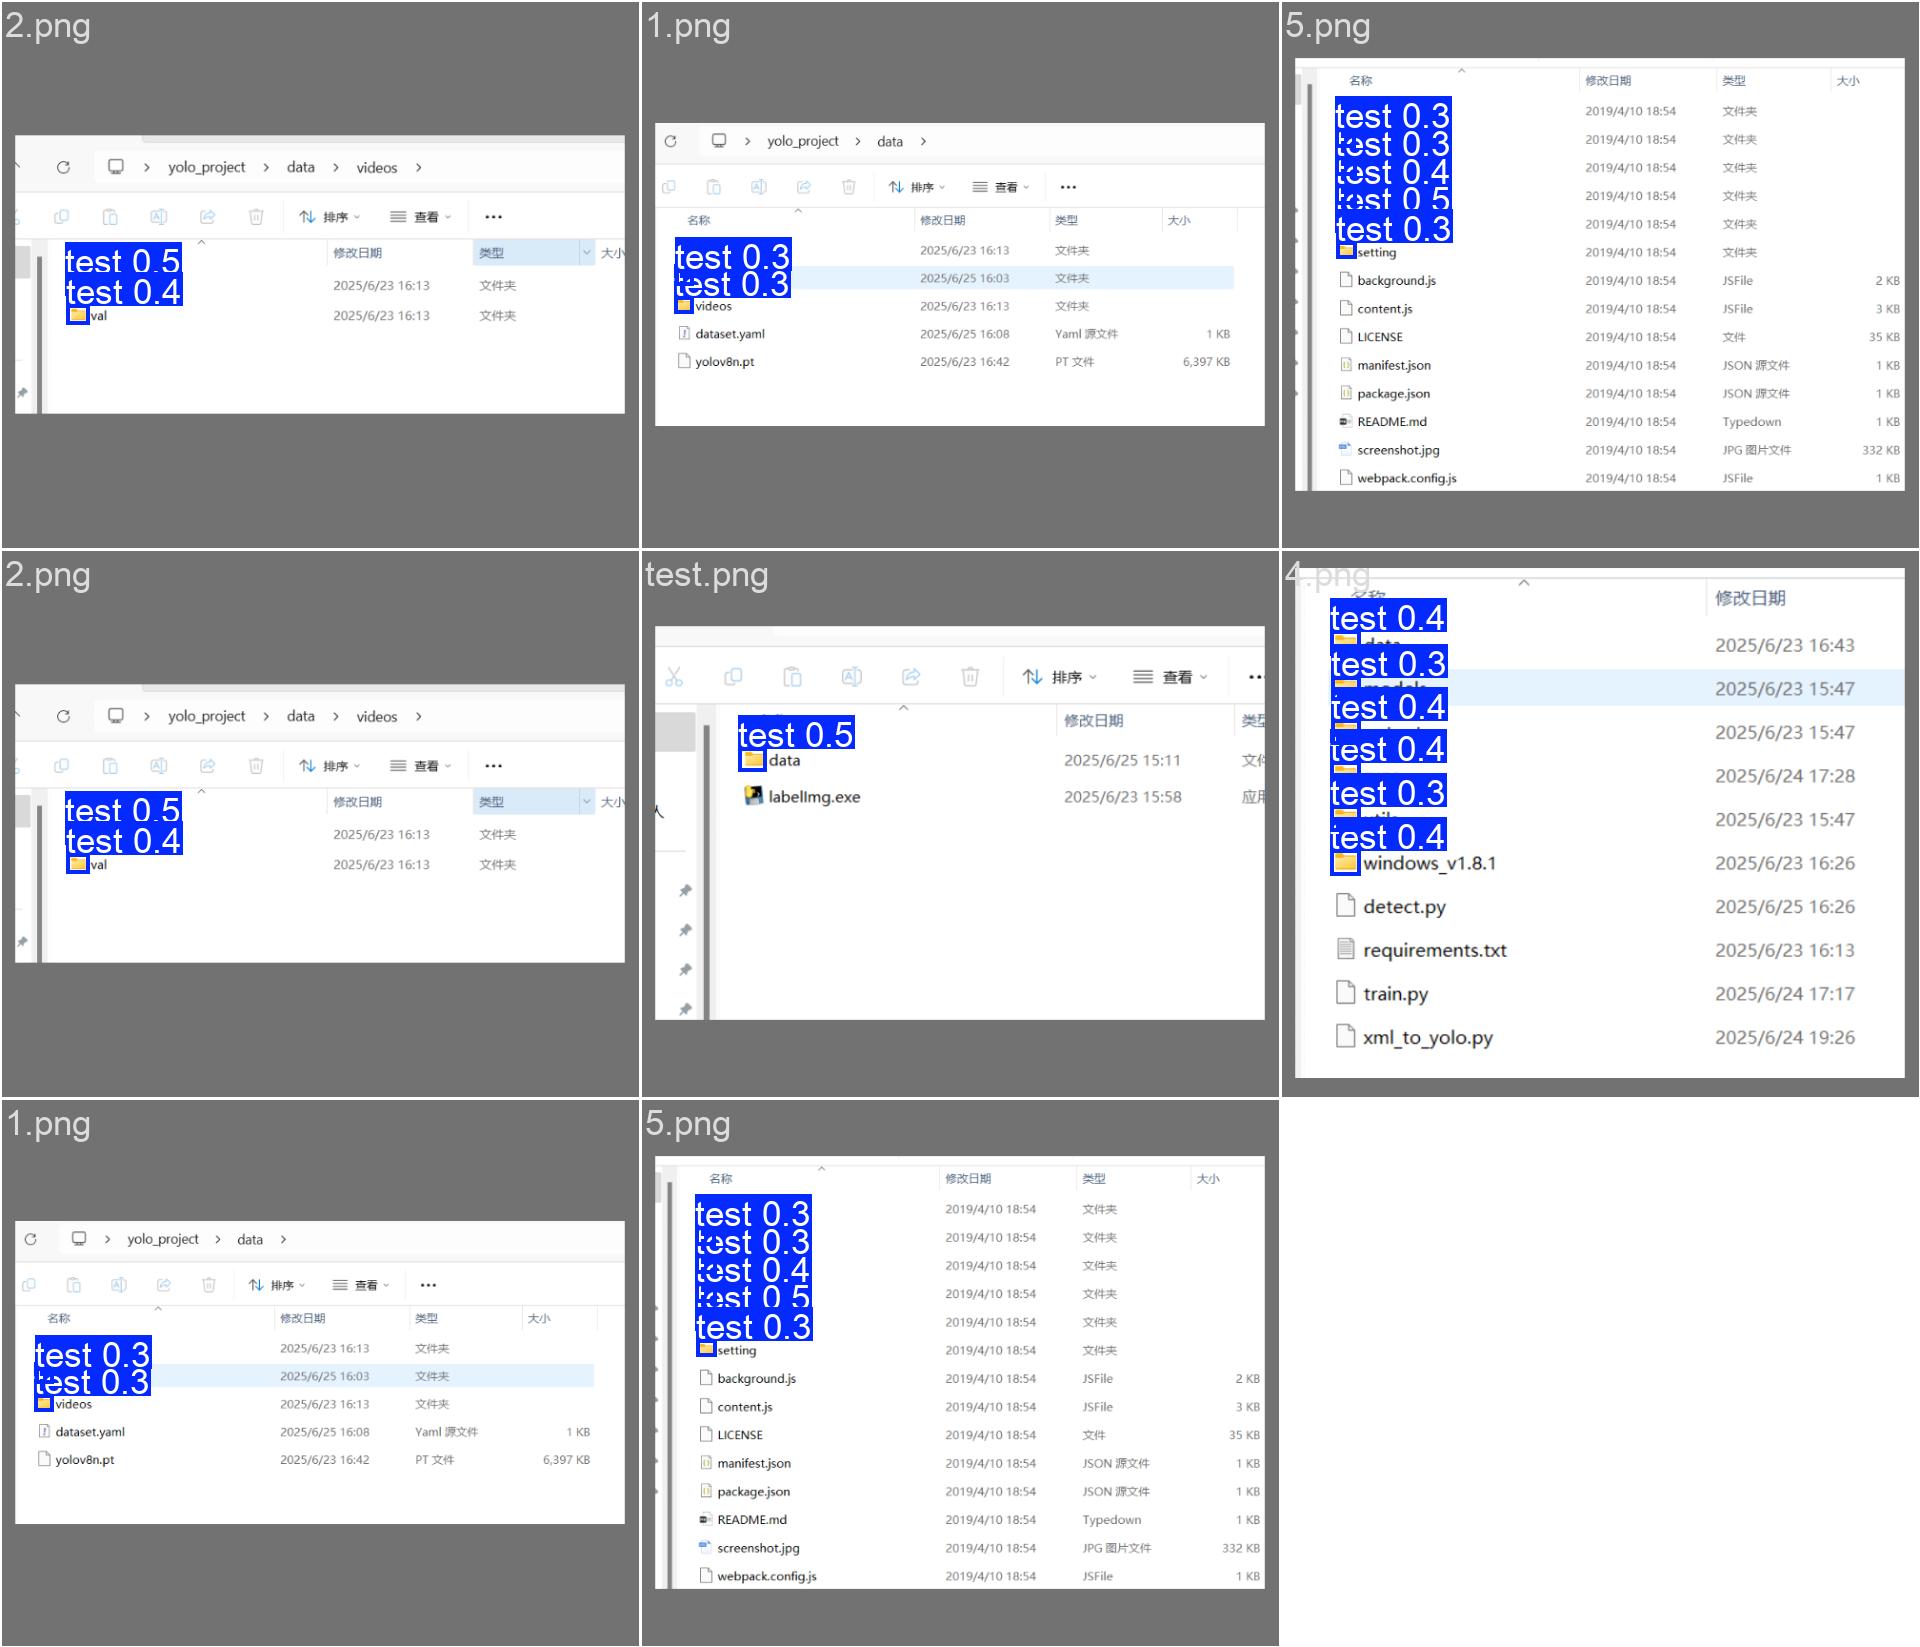 2.png
yolo_project > data > videos >
排序 查看 ...
修改日期 类型 大小
test 0.5 2025/6/23 16:13 文件夹
test 0.4
val 2025/6/23 16:13 文件夹
1.png
yolo_project > data >
排序 查看 ...
名称 修改日期 类型 大小
test 0.3 2025/6/23 16:13 文件夹
test 0.3 2025/6/25 16:03 文件夹
videos 2025/6/23 16:13 文件夹
dataset.yaml 2025/6/25 16:08 Yaml 源文件 1 KB
yolov8n.pt 2025/6/23 16:42 PT 文件 6,397 KB
5.png
名称 修改日期 类型 大小
test 0.3 2019/4/10 18:54 文件夹
test 0.3 2019/4/10 18:54 文件夹
test 0.4 2019/4/10 18:54 文件夹
test 0.5 2019/4/10 18:54 文件夹
test 0.3 2019/4/10 18:54 文件夹
setting 2019/4/10 18:54 文件夹
background.js 2019/4/10 18:54 JSFile 2 KB
content.js 2019/4/10 18:54 JSFile 3 KB
LICENSE 2019/4/10 18:54 文件 35 KB
manifest.json 2019/4/10 18:54 JSON 源文件 1 KB
package.json 2019/4/10 18:54 JSON 源文件 1 KB
README.md 2019/4/10 18:54 Typedown 1 KB
screenshot.jpg 2019/4/10 18:54 JPG 图片文件 332 KB
webpack.config.js 2019/4/10 18:54 JSFile 1 KB
2.png
yolo_project > data > videos >
排序 查看 ...
修改日期 类型 大小
test 0.5 2025/6/23 16:13 文件夹
test 0.4
val 2025/6/23 16:13 文件夹
test.png
排序 查看
修改日期
test 0.5
data 2025/6/25 15:11
labelImg.exe 2025/6/23 15:58
4.png
名称 修改日期
test 0.4
data 2025/6/23 16:43
test 0.3
models 2025/6/23 15:47
test 0.4
2025/6/23 15:47
test 0.4
2025/6/24 17:28
test 0.3
utils 2025/6/23 15:47
test 0.4
windows_v1.8.1 2025/6/23 16:26
detect.py 2025/6/25 16:26
requirements.txt 2025/6/23 16:13
train.py 2025/6/24 17:17
xml_to_yolo.py 2025/6/24 19:26
1.png
yolo_project > data >
排序 查看 ...
名称 修改日期 类型 大小
test 0.3 2025/6/23 16:13 文件夹
test 0.3 2025/6/25 16:03 文件夹
videos 2025/6/23 16:13 文件夹
dataset.yaml 2025/6/25 16:08 Yaml 源文件 1 KB
yolov8n.pt 2025/6/23 16:42 PT 文件 6,397 KB
5.png
名称 修改日期 类型 大小
test 0.3 2019/4/10 18:54 文件夹
test 0.3 2019/4/10 18:54 文件夹
test 0.4 2019/4/10 18:54 文件夹
test 0.5 2019/4/10 18:54 文件夹
test 0.3 2019/4/10 18:54 文件夹
setting 2019/4/10 18:54 文件夹
background.js 2019/4/10 18:54 JSFile 2 KB
content.js 2019/4/10 18:54 JSFile 3 KB
LICENSE 2019/4/10 18:54 文件 35 KB
manifest.json 2019/4/10 18:54 JSON 源文件 1 KB
package.json 2019/4/10 18:54 JSON 源文件 1 KB
README.md 2019/4/10 18:54 Typedown 1 KB
screenshot.jpg 2019/4/10 18:54 JPG 图片文件 332 KB
webpack.config.js 2019/4/10 18:54 JSFile 1 KB